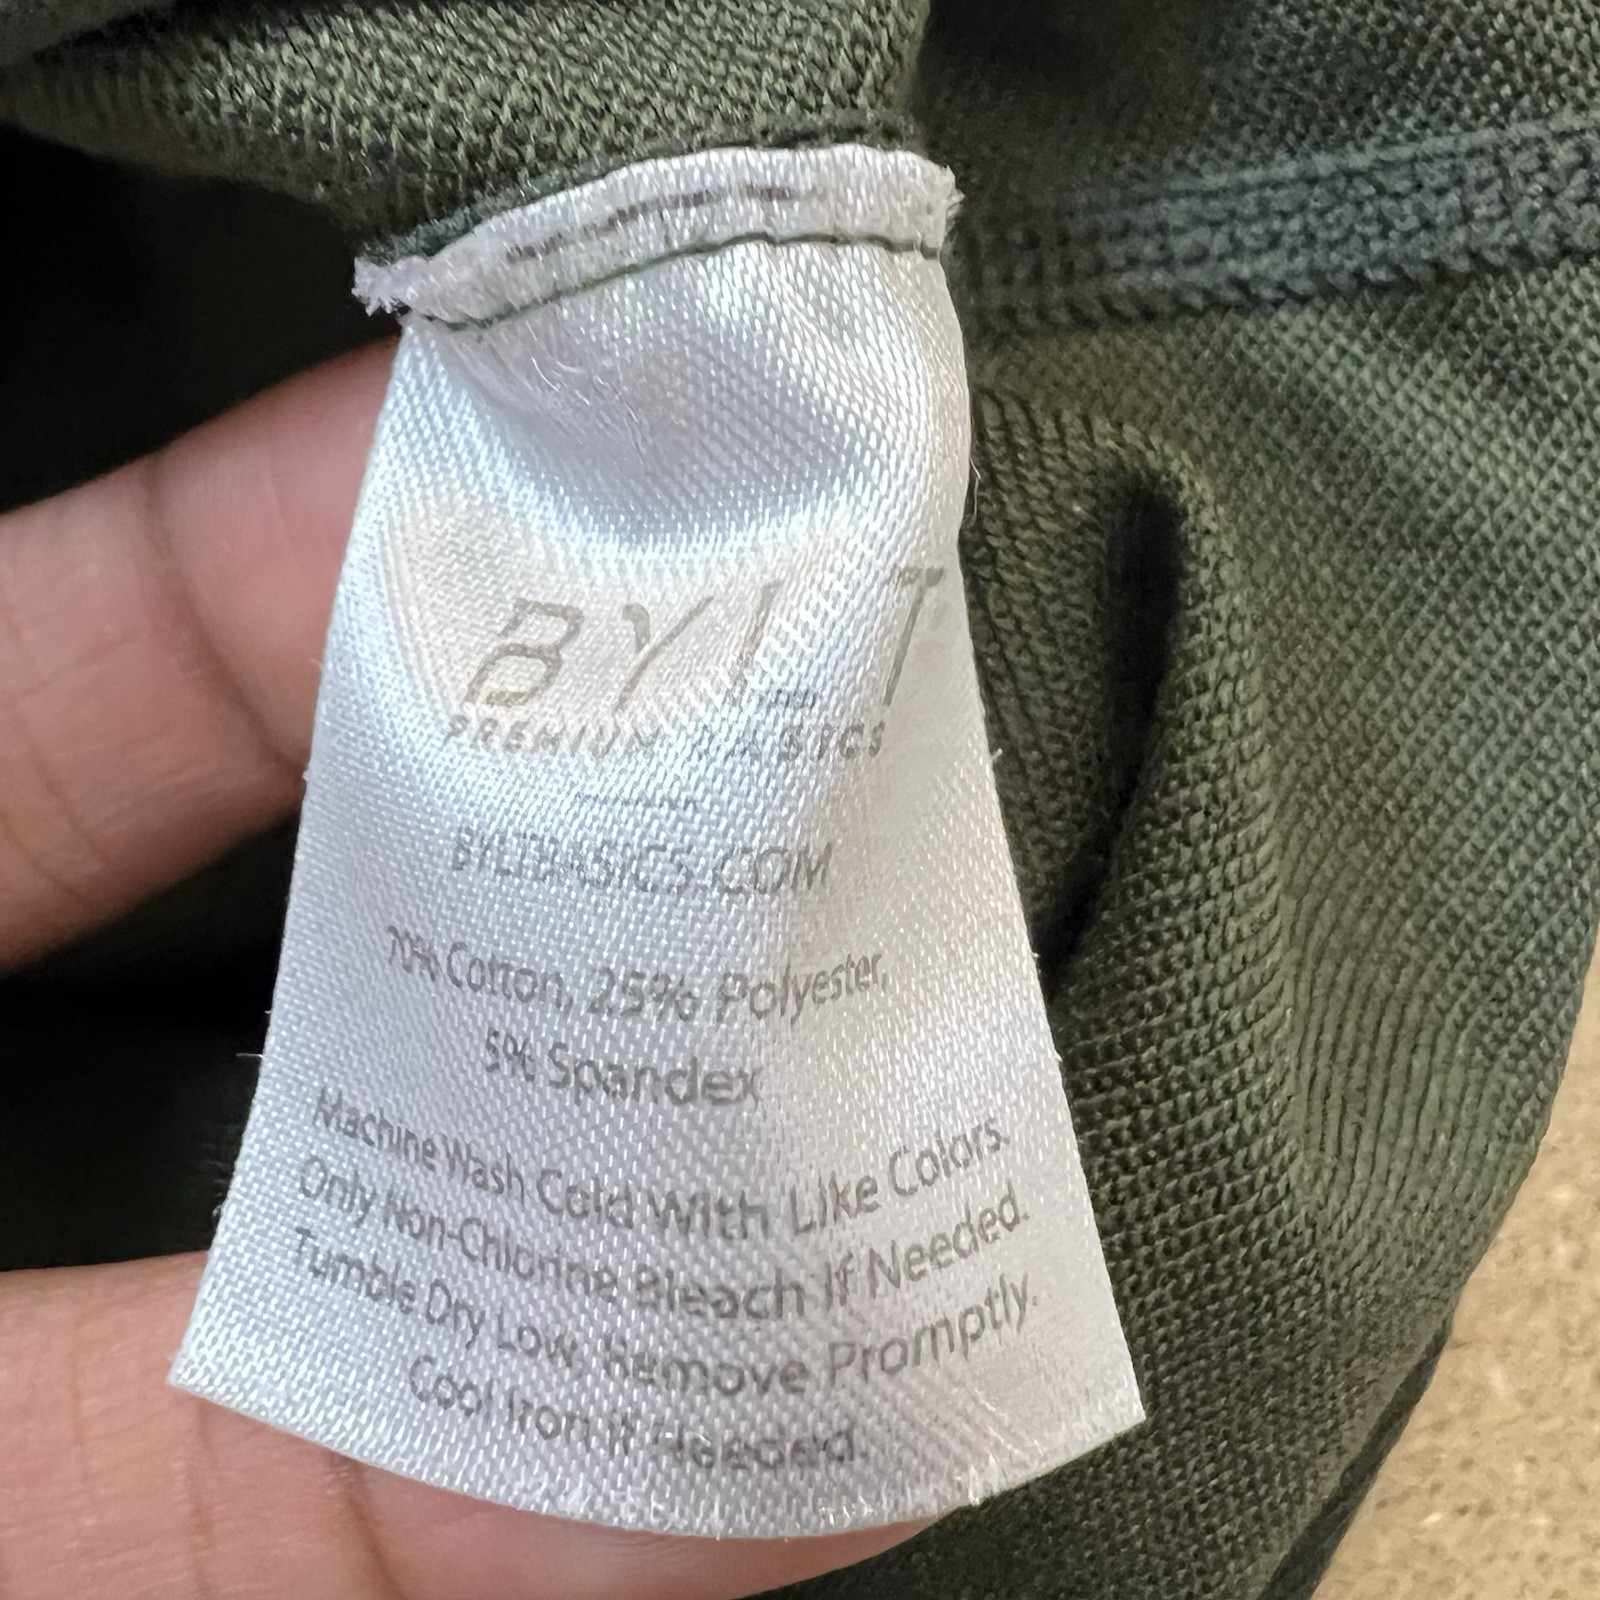 BYLT
PREMIUM BASICS
BYLTBASICS.COM
70% Cotton, 25% Polyester,
5% Spandex
Machine Wash Cold With Like Colors.
Only Non-Chlorine Bleach If Needed.
Tumble Dry Low, Remove Promptly.
Cool Iron If Needed.